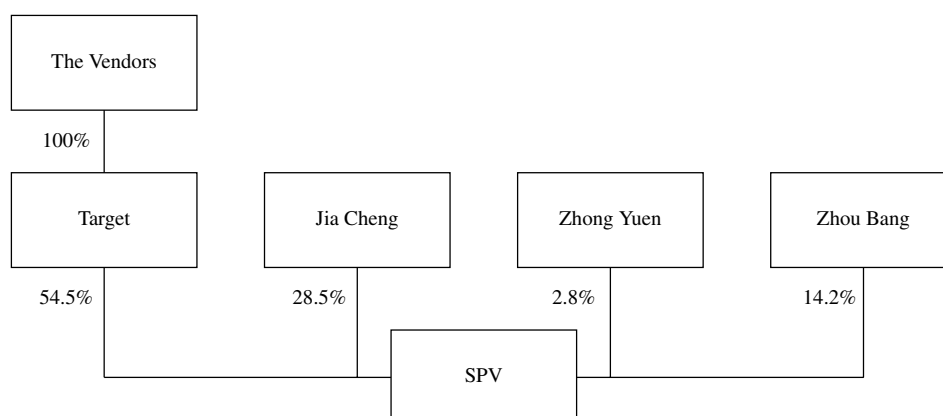 The Vendors
100%
Target
Jia Cheng
Zhong Yuen
Zhou Bang
54.5%
28.5%
2.8%
14.2%
SPV